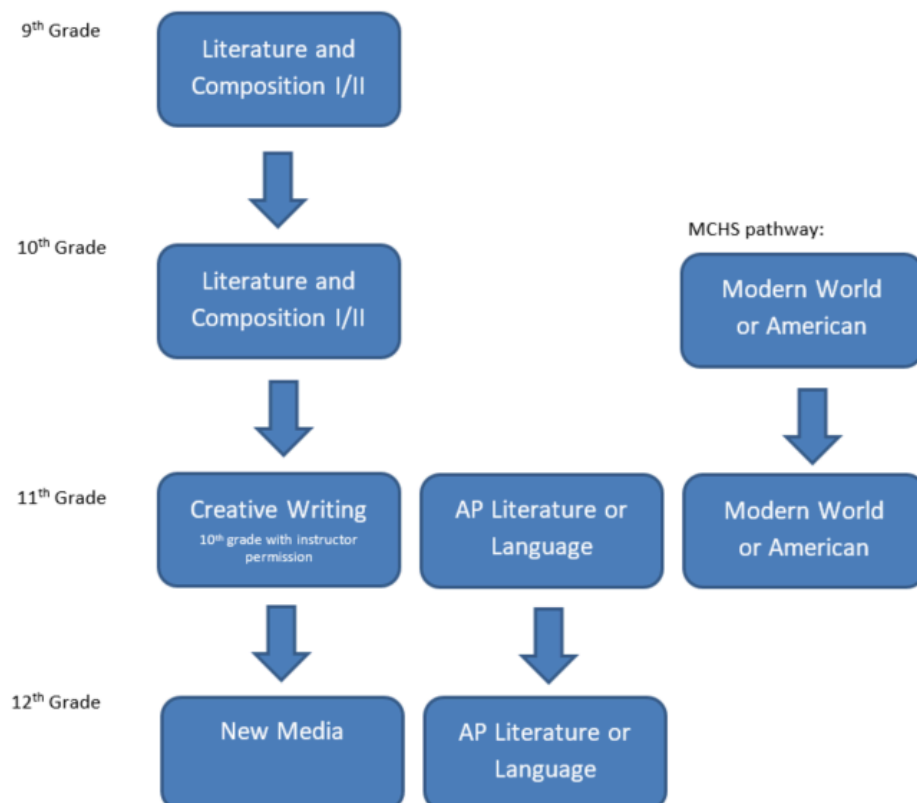 9th Grade
Literature and
Composition I/II
10th Grade
Literature and
Composition I/II
MCHS pathway:
Modern World
or American
11th Grade
Creative Writing
10th grade with instructor
permission
AP Literature or
Language
Modern World
or American
12th Grade
New Media
AP Literature or
Language